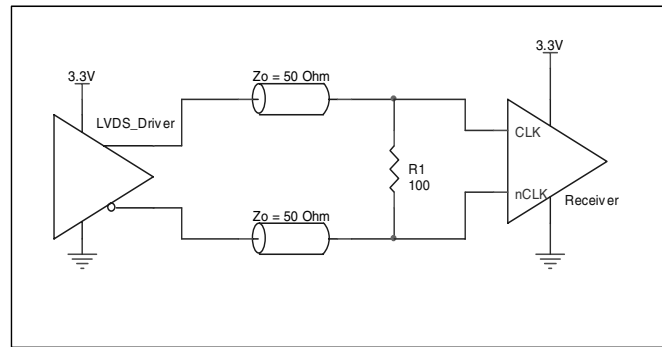 3.3V
LVDS_Driver
Zo = 50 Ohm
Zo = 50 Ohm
R1
100
3.3V
CLK
nCLK
Receiver